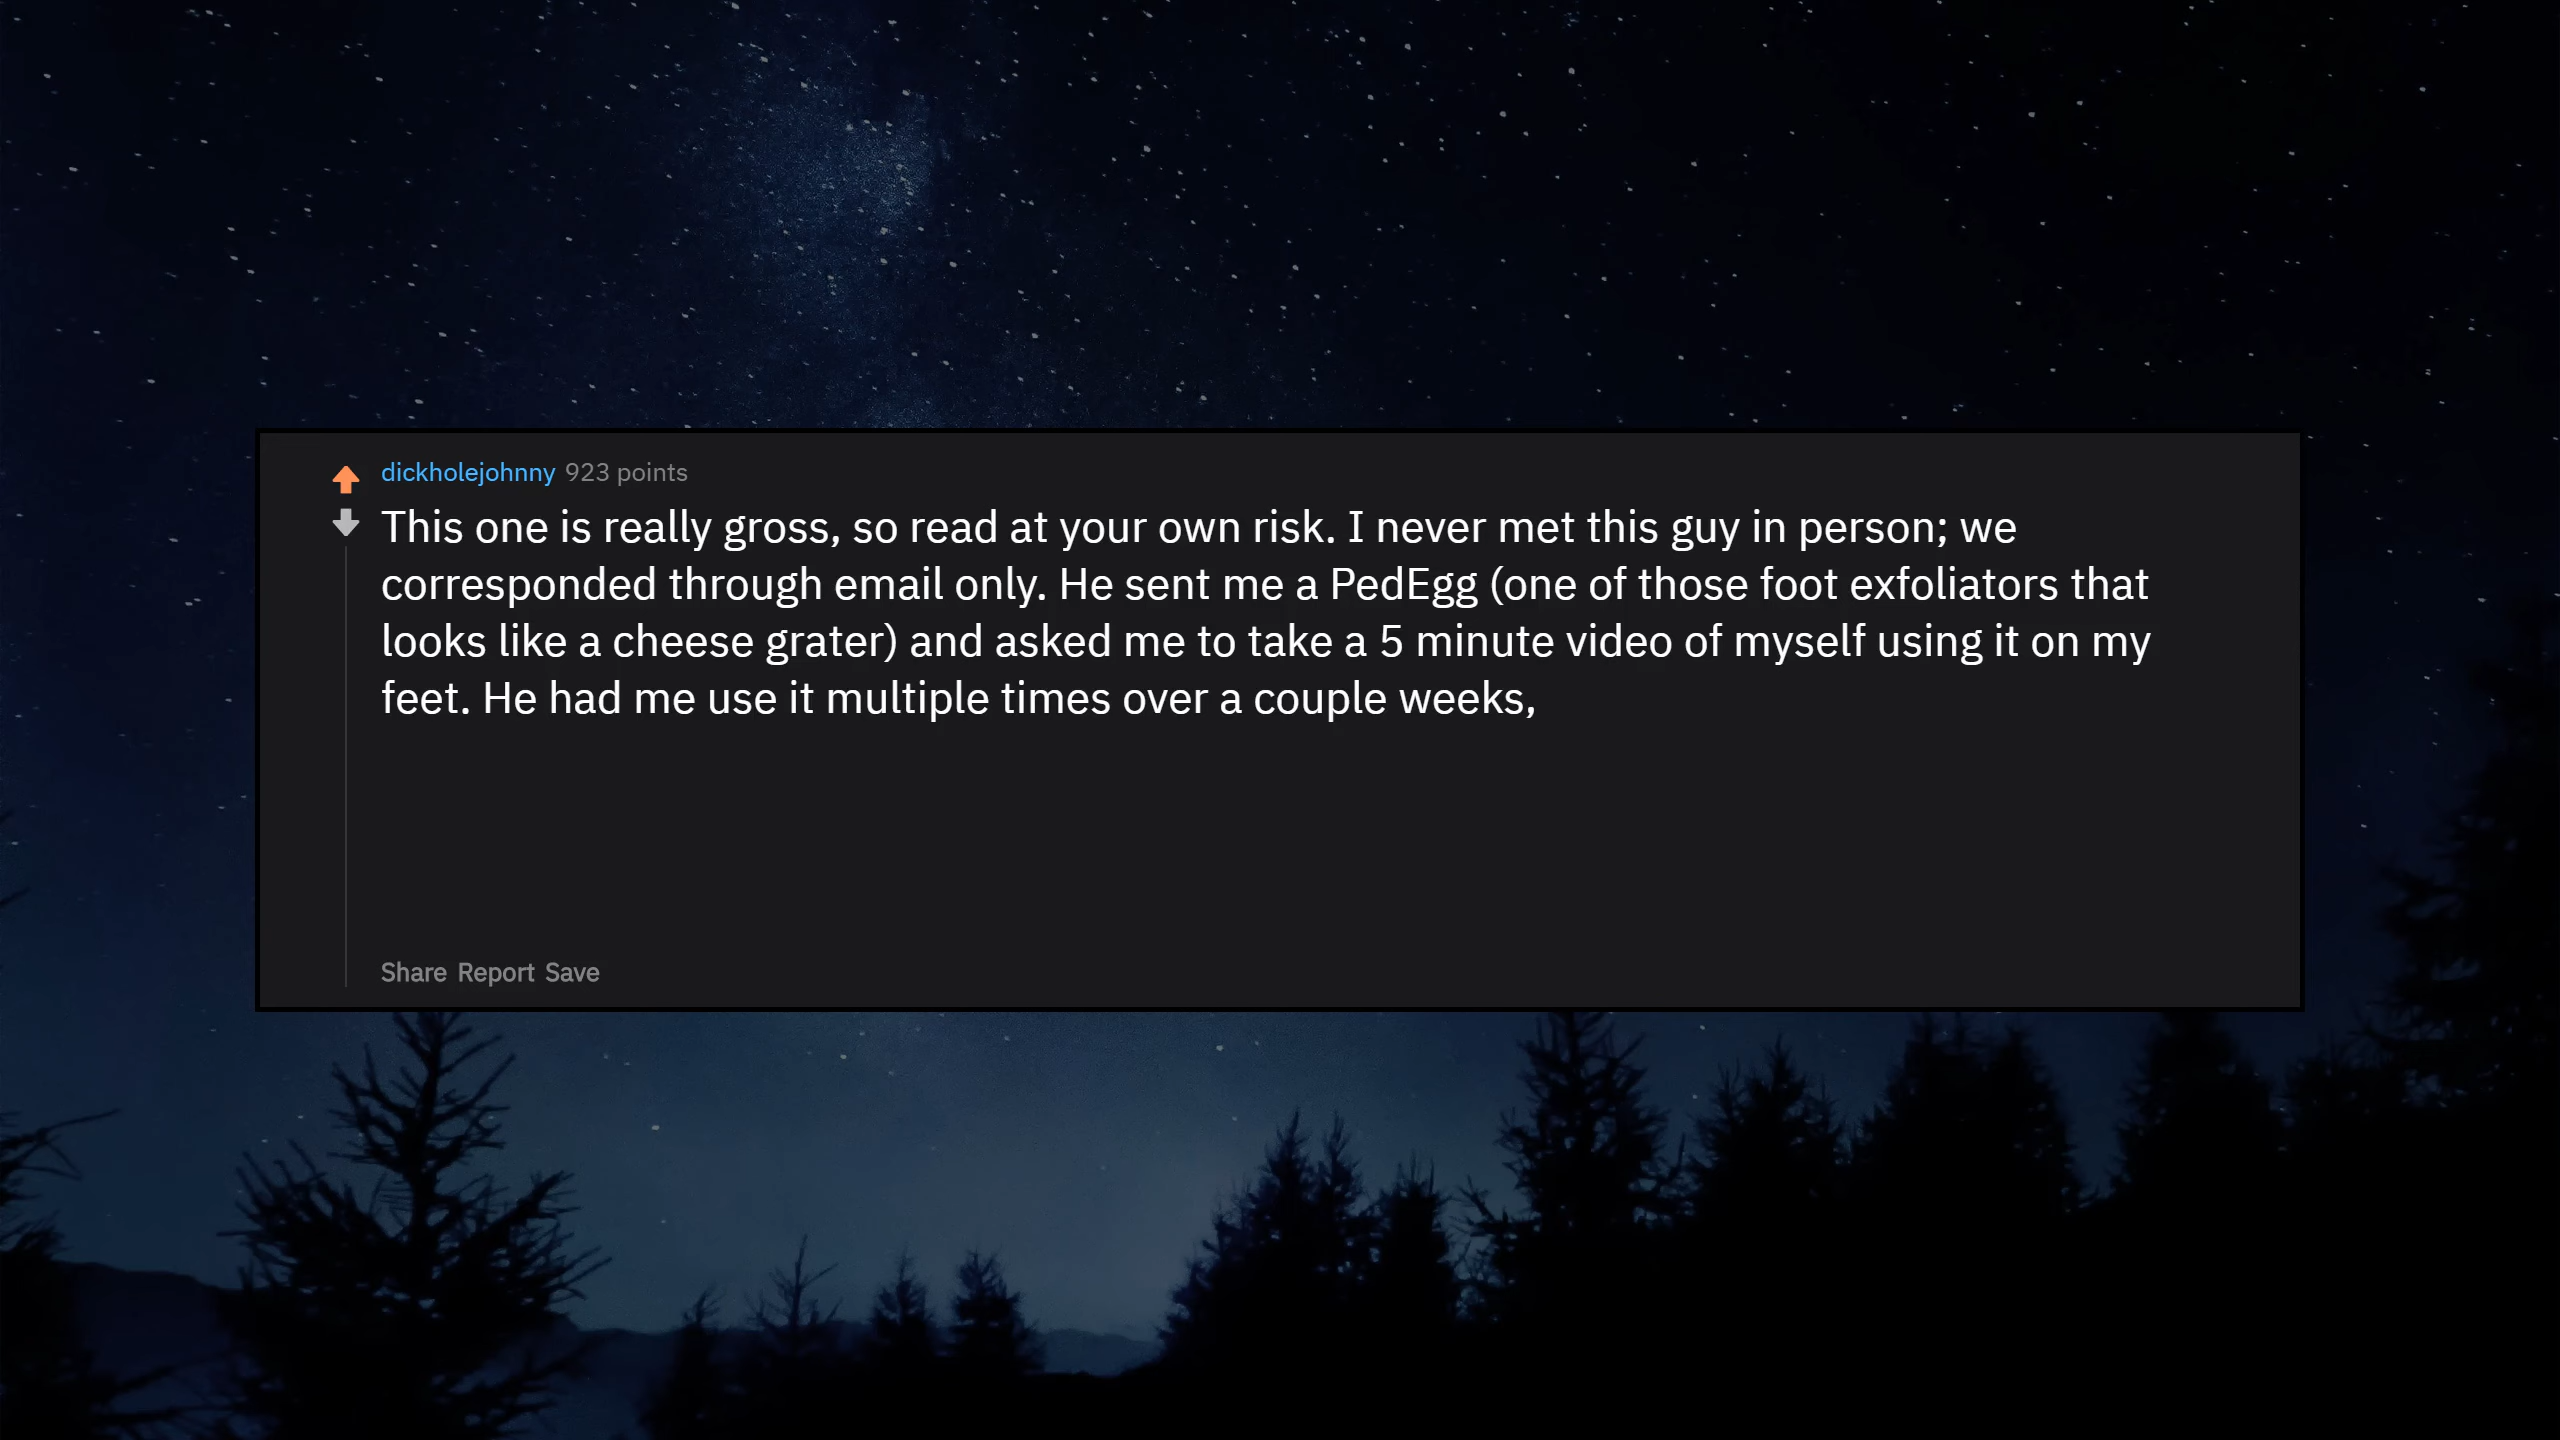 dickholejohnny 923 points
This one is really gross, so read at your own risk. I never met this guy in person; we
corresponded through email only. He sent me a PedEgg (one of those foot exfoliators that
looks like a cheese grater) and asked me to take a 5 minute video of myself using it on my
feet. He had me use it multiple times over a couple weeks,
Share Report Save